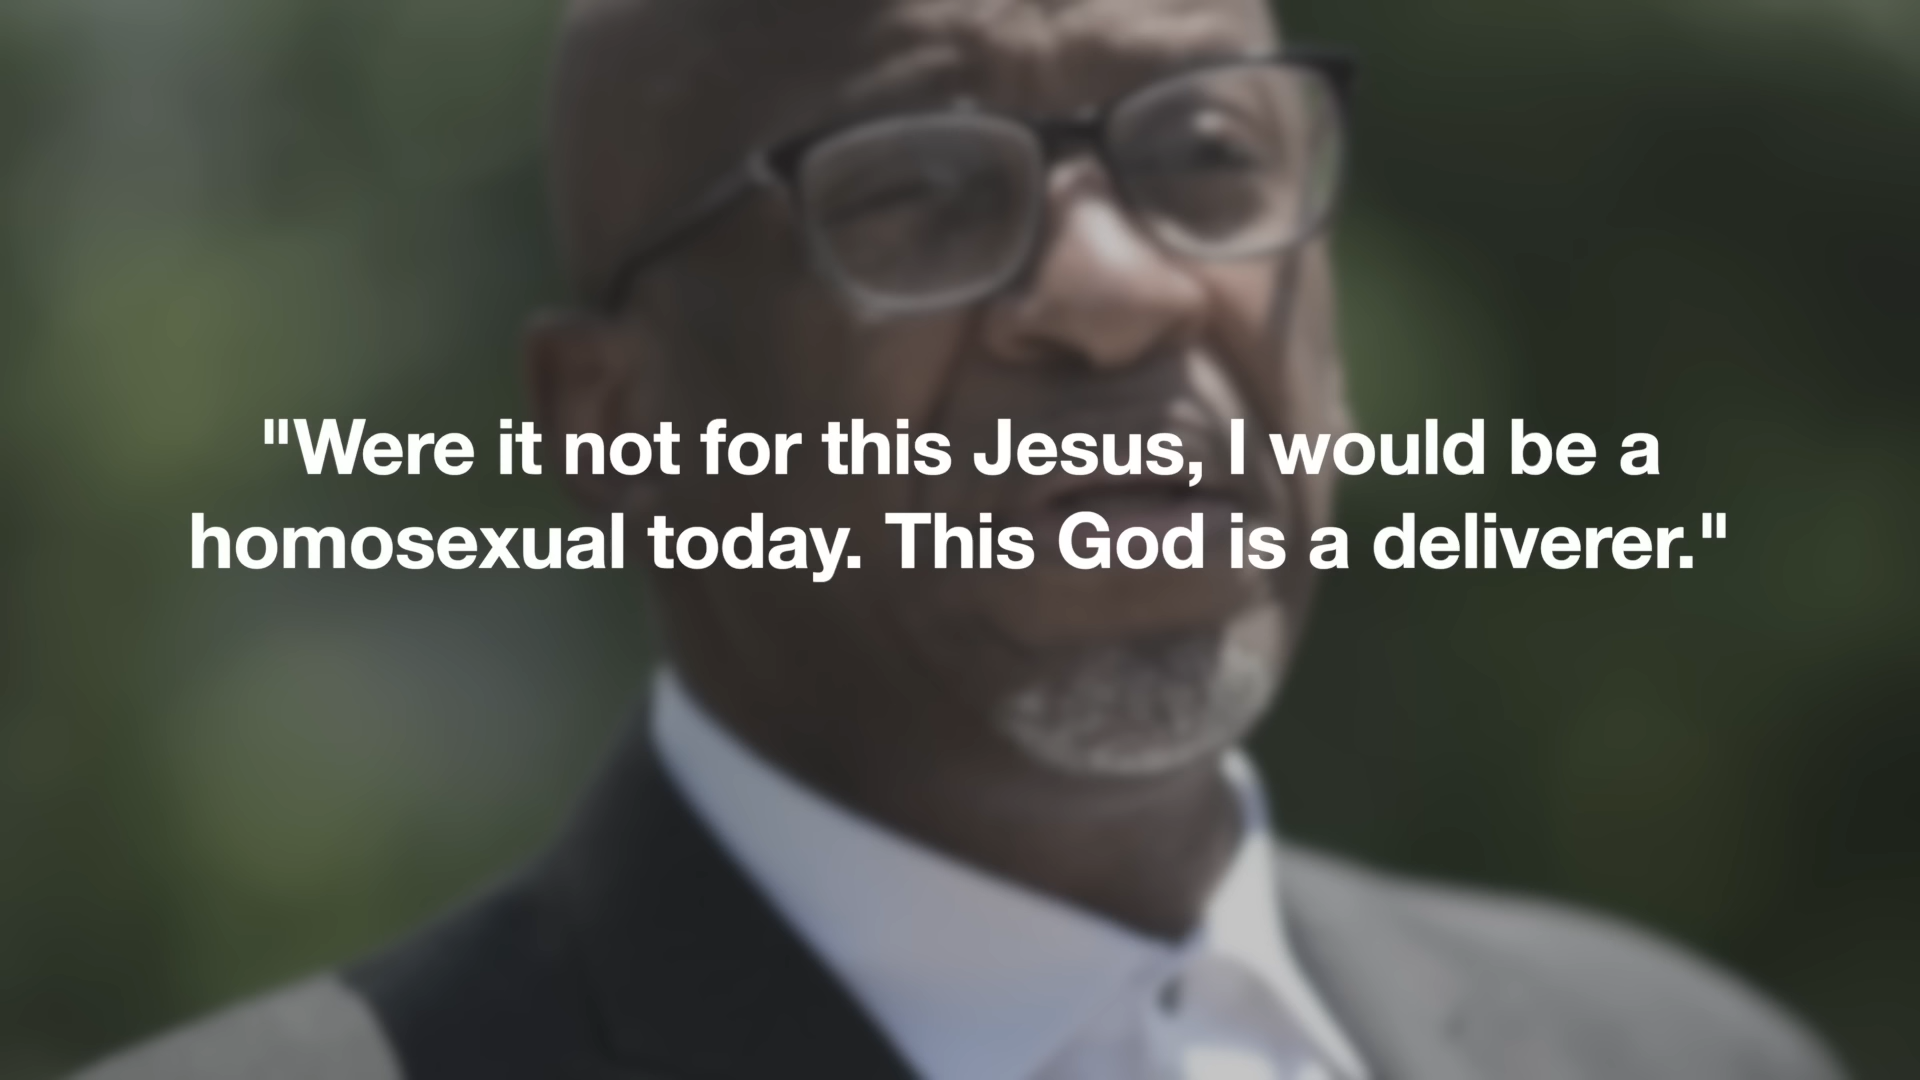 "Were it not for this Jesus, I would be a
homosexual today. This God is a deliverer."